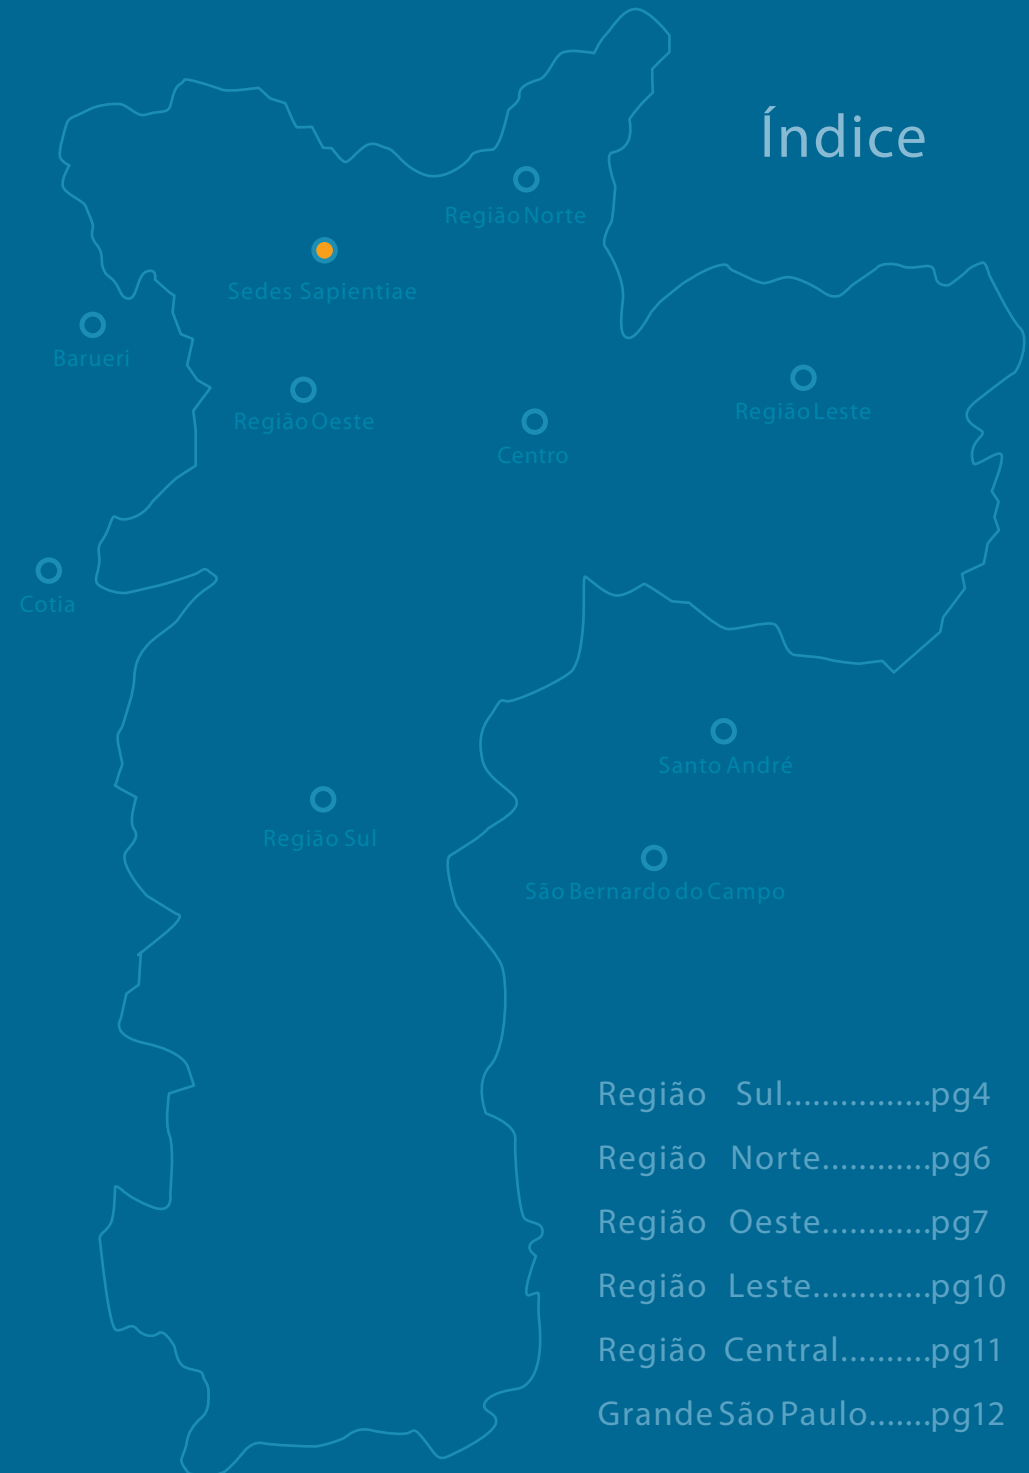 Índice
Região Norte
Sedes Sapientiae
Barueri
Região Oeste
Região Leste
Centro
Cotia
Santo André
Região Sul
São Bernardo do Campo
Região Sul................pg4
Região Norte............pg6
Região Oeste............pg7
Região Leste.............pg10
Região Central..........pg11
Grande São Paulo.......pg12